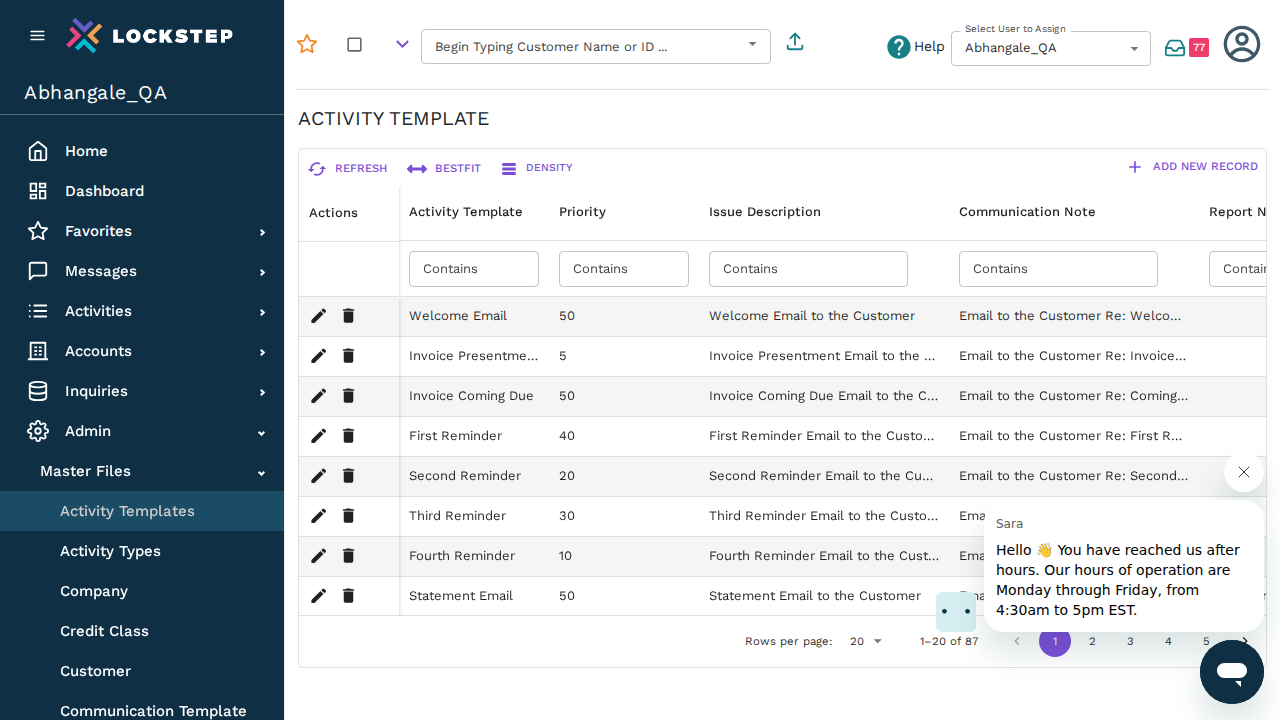 LOCKSTEP
Abhangale_QA
Home
Dashboard
Favorites
Messages
Activities
Accounts
Inquiries
Admin
Master Files
Activity Templates
Activity Types
Company
Credit Class
Customer
Communication Template
Begin Typing Customer Name or ID ...
Help
Select User to Assign
Abhangale_QA
77
ACTIVITY TEMPLATE
REFRESH BESTFIT DENSITY ADD NEW RECORD
Actions Activity Template Priority Issue Description Communication Note Report N
Contains Contains Contains Contains Contain
Welcome Email 50 Welcome Email to the Customer Email to the Customer Re: Welco...
Invoice Presentme... 5 Invoice Presentment Email to the ... Email to the Customer Re: Invoice...
Invoice Coming Due 50 Invoice Coming Due Email to the C... Email to the Customer Re: Coming...
First Reminder 40 First Reminder Email to the Custo... Email to the Customer Re: First R...
Second Reminder 20 Second Reminder Email to the Cu... Email to the Customer Re: Second...
Third Reminder 30 Third Reminder Email to the Custo... Ema
Fourth Reminder 10 Fourth Reminder Email to the Cust... Ema
Statement Email 50 Statement Email to the Customer
Rows per page: 20 1–20 of 87 1 2 3 4 5
Sara
Hello 👋 You have reached us after
hours. Our hours of operation are
Monday through Friday, from
4:30am to 5pm EST.